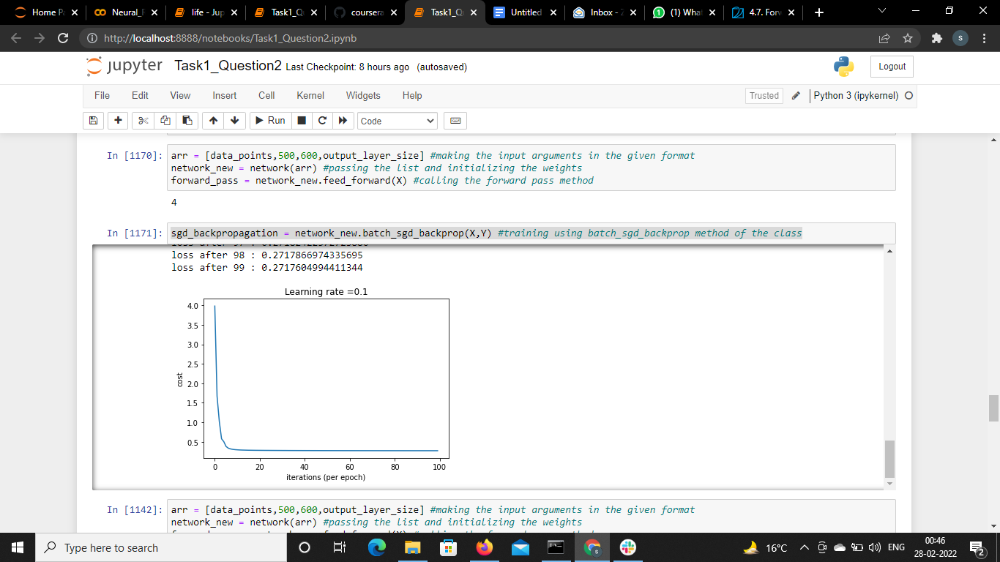 Home Pa
Neural_F
life - Jup
Task1_Qu
coursera
Task1_Qu
Untitled
Inbox - 2
(1) What
4.7. Forw
http://localhost:8888/notebooks/Task1_Question2.ipynb
S
jupyter Task1_Question2 Last Checkpoint: 8 hours ago (autosaved)
Logout
File Edit View Insert Cell Kernel Widgets Help
Trusted
Python 3 (ipykernel)
Run
Code
In [1170]: arr = [data_points,500,600,output_layer_size] #making the input arguments in the given format
network_new = network(arr) #passing the list and initializing the weights
forward_pass = network_new.feed_forward(X) #calling the forward pass method
4
In [1171]: sgd_backpropagation = network_new.batch_sgd_backprop(X,Y) #training using batch_sgd_backprop method of the class
loss after 98 : 0.2717866974335695
loss after 99 : 0.2717604994411344
Learning rate =0.1
4.0
3.5
3.0
2.5
2.0
1.5
1.0
0.5
cost
0 20 40 60 80 100
iterations (per epoch)
In [1142]: arr = [data_points,500,600,output_layer_size] #making the input arguments in the given format
network_new = network(arr) #passing the list and initializing the weights
Type here to search
16°C
ENG
00:46
28-02-2022
2